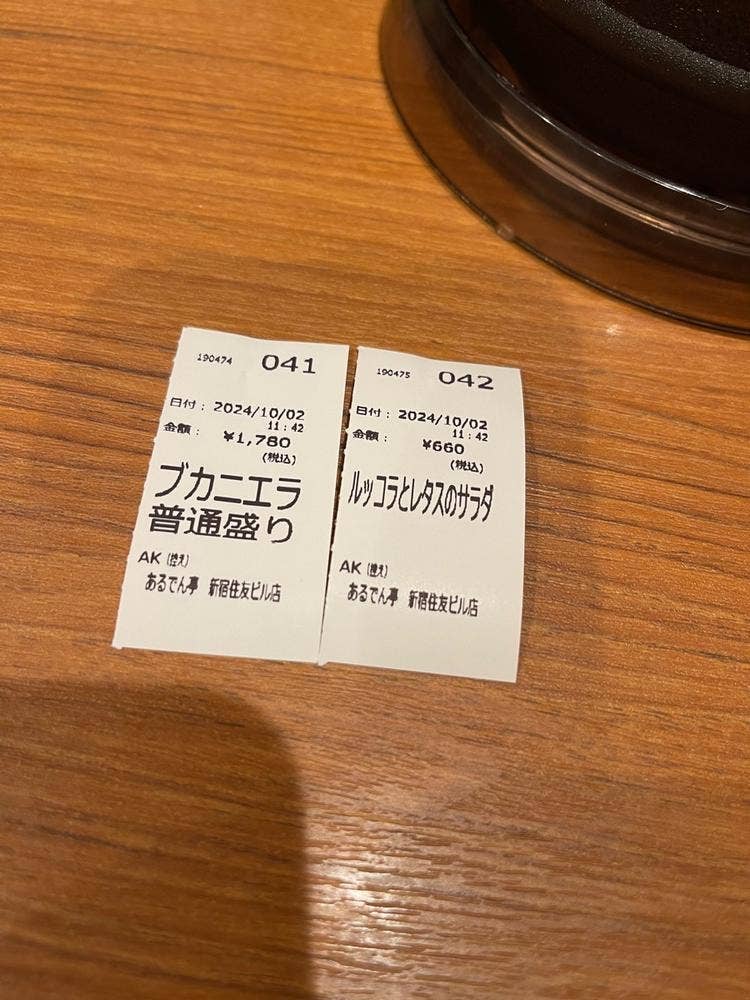 190474 041
日付： 2024/10/02
11：42
金額： ¥1,780
(税込)
ブカニエラ
普通盛り
AK (控え)
あるでん亭 新宿住友ビル店
190475 042
日付： 2024/10/02
11：42
金額： ¥660
(税込)
ルッコラとレタスのサラダ
AK (控え)
あるでん亭 新宿住友ビル店